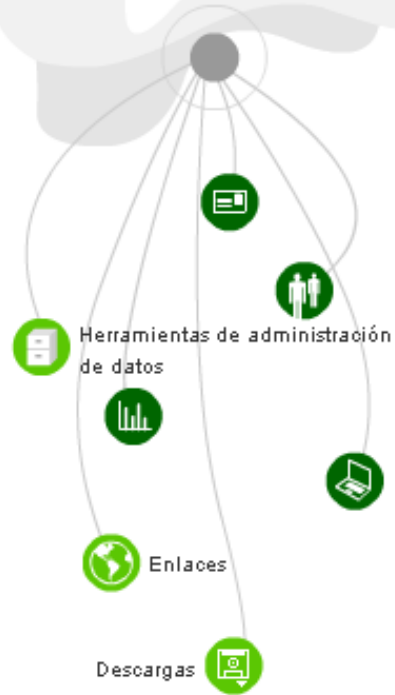 Herramientas de administración
de datos
Enlaces
Descargas